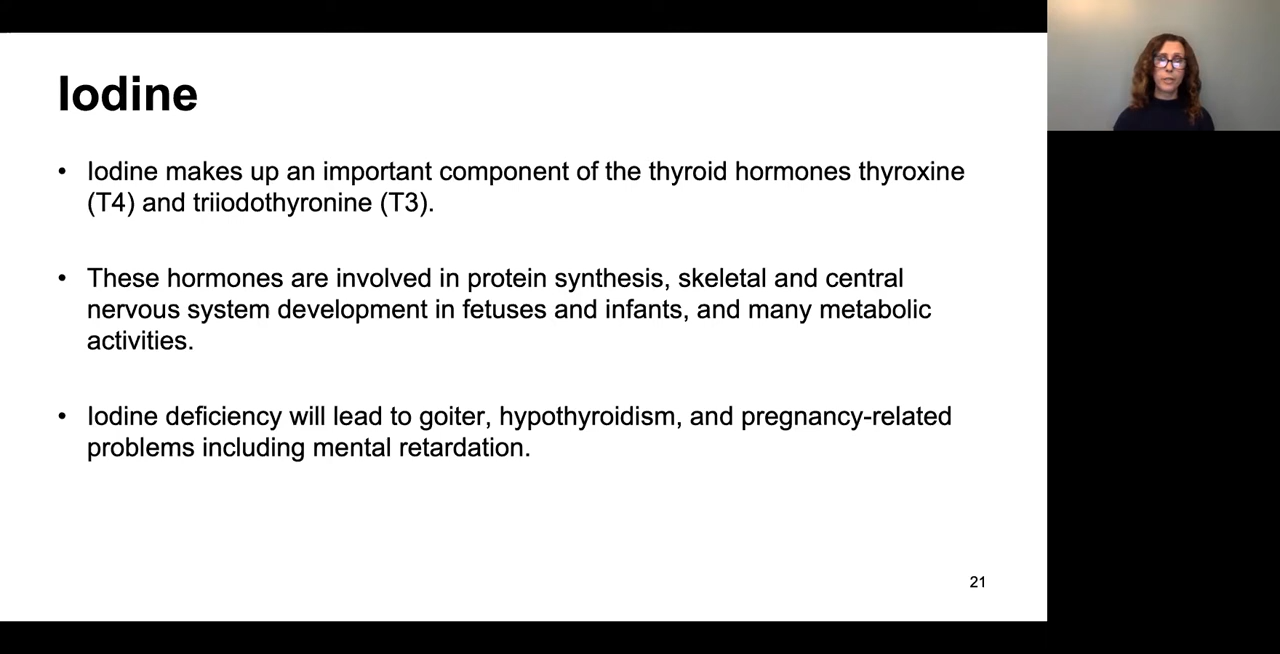 Iodine
• Iodine makes up an important component of the thyroid hormones thyroxine
(T4) and triiodothyronine (T3).
• These hormones are involved in protein synthesis, skeletal and central
nervous system development in fetuses and infants, and many metabolic
activities.
• Iodine deficiency will lead to goiter, hypothyroidism, and pregnancy-related
problems including mental retardation.
21